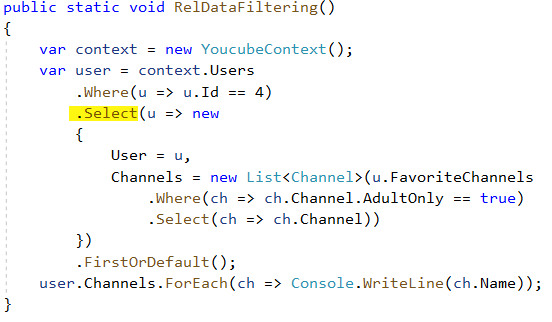 public static void RelDataFiltering()
{
    var context = new YoucubeContext();
    var user = context.Users
        .Where(u => u.Id == 4)
        .Select(u => new
        {
            User = u,
            Channels = new List<Channel>(u.FavoriteChannels
                .Where(ch => ch.Channel.AdultOnly == true)
                .Select(ch => ch.Channel))
        })
        .FirstOrDefault();
    user.Channels.ForEach(ch => Console.WriteLine(ch.Name));
}